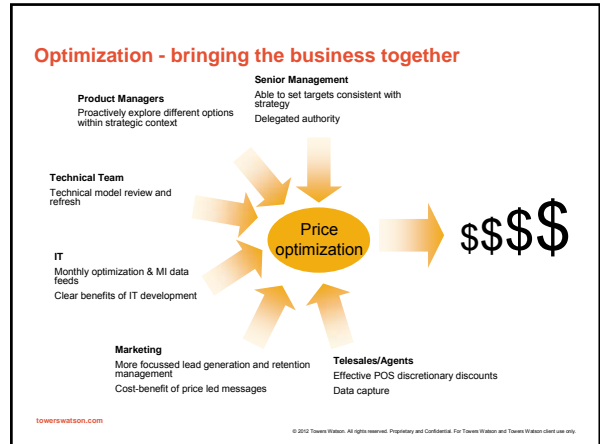 Optimization - bringing the business together
Senior Management
Able to set targets consistent with
strategy
Delegated authority
Product Managers
Proactively explore different options
within strategic context
Technical Team
Technical model review and
refresh
IT
Monthly optimization & MI data
feeds
Clear benefits of IT development
Price
optimization
$$$$
Marketing
More focussed lead generation and retention
management
Cost-benefit of price led messages
Telesales/Agents
Effective POS discretionary discounts
Data capture
towerswatson.com
© 2012 Towers Watson. All rights reserved. Proprietary and Confidential. For Towers Watson and Towers Watson client use only.